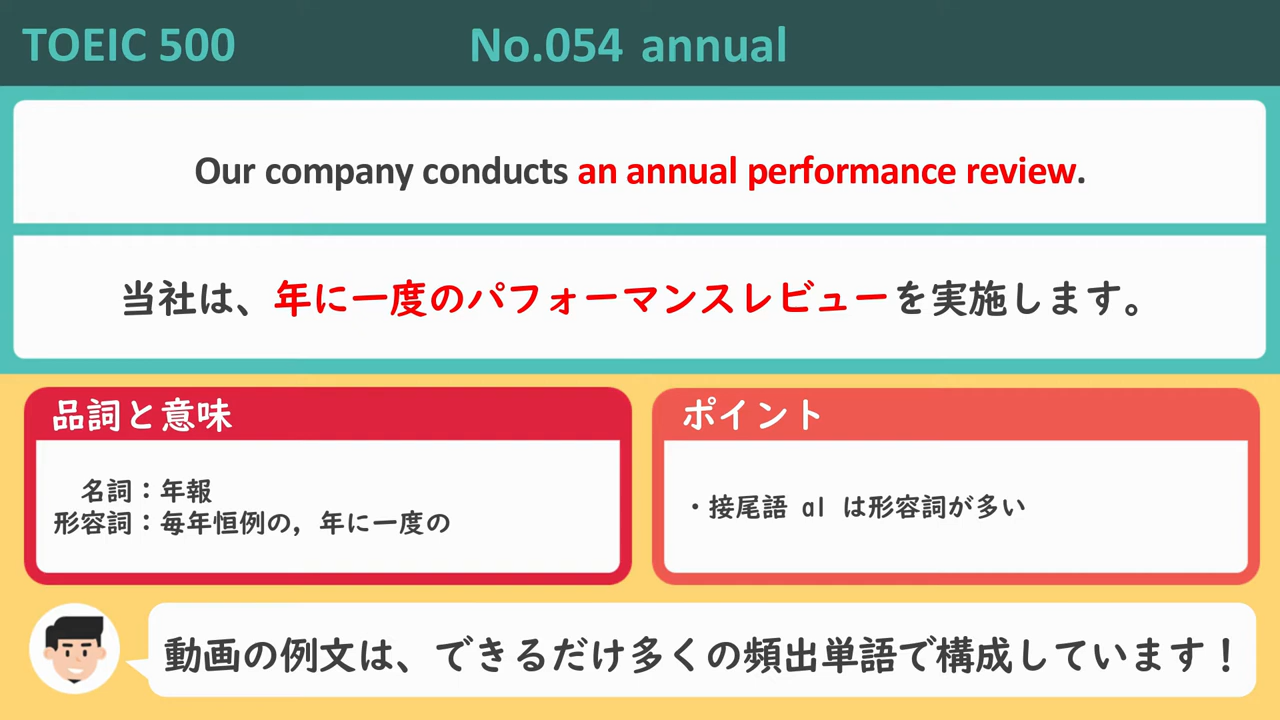 TOEIC 500
No.054 annual
Our company conducts an annual performance review.
当社は、年に一度のパフォーマンスレビューを実施します。
品詞と意味
名詞：年報
形容詞：毎年恒例の，年に一度の
ポイント
・接尾語 al は形容詞が多い
動画の例文は、できるだけ多くの頻出単語で構成しています！